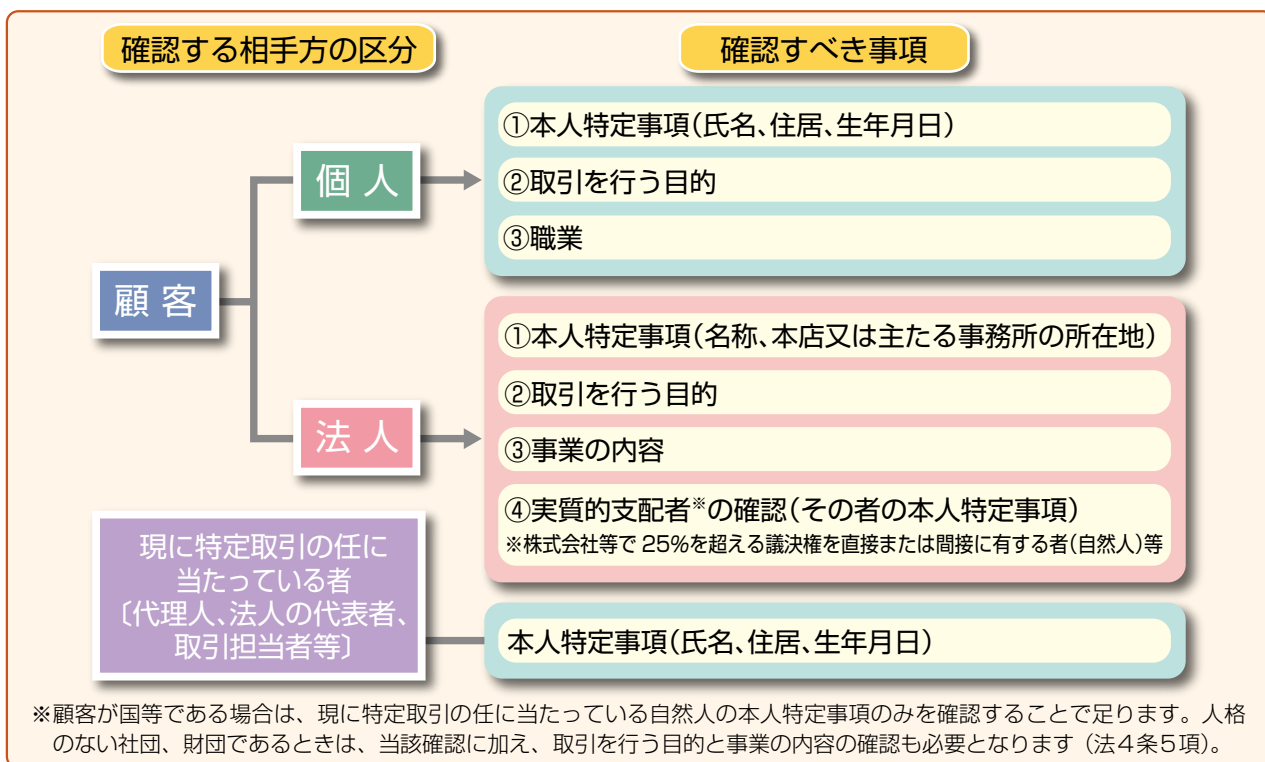 確認する相手方の区分
確認すべき事項
顧客
個人
①本人特定事項（氏名、住居、生年月日）
②取引を行う目的
③職業
法人
①本人特定事項（名称、本店又は主たる事務所の所在地）
②取引を行う目的
③事業の内容
④実質的支配者※の確認（その者の本人特定事項）
※株式会社等で25%を超える議決権を直接または間接に有する者（自然人）等
現に特定取引の任に
当たっている者
〔代理人、法人の代表者、
取引担当者等〕
本人特定事項（氏名、住居、生年月日）
※顧客が国等である場合は、現に特定取引の任に当たっている自然人の本人特定事項のみを確認することで足ります。人格
のない社団、財団であるときは、当該確認に加え、取引を行う目的と事業の内容の確認も必要となります（法４条５項）。